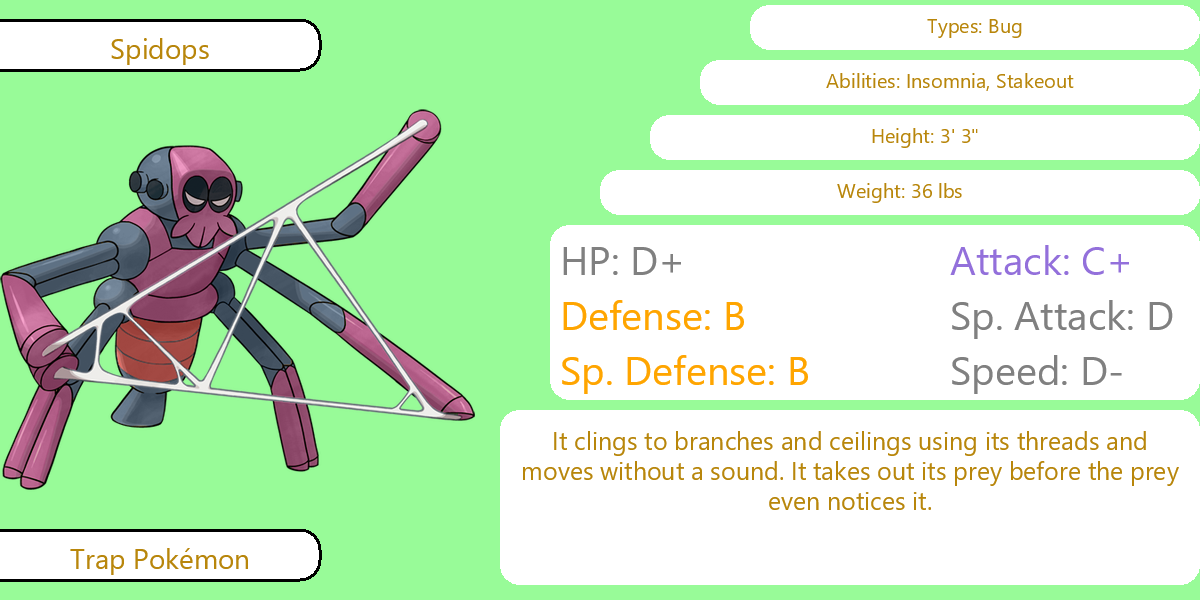 Spidops
Types: Bug
Abilities: Insomnia, Stakeout
Height: 3' 3"
Weight: 36 lbs
HP: D+
Attack: C+
Defense: B
Sp. Attack: D
Sp. Defense: B
Speed: D-
It clings to branches and ceilings using its threads and
moves without a sound. It takes out its prey before the prey
even notices it.
Trap Pokémon